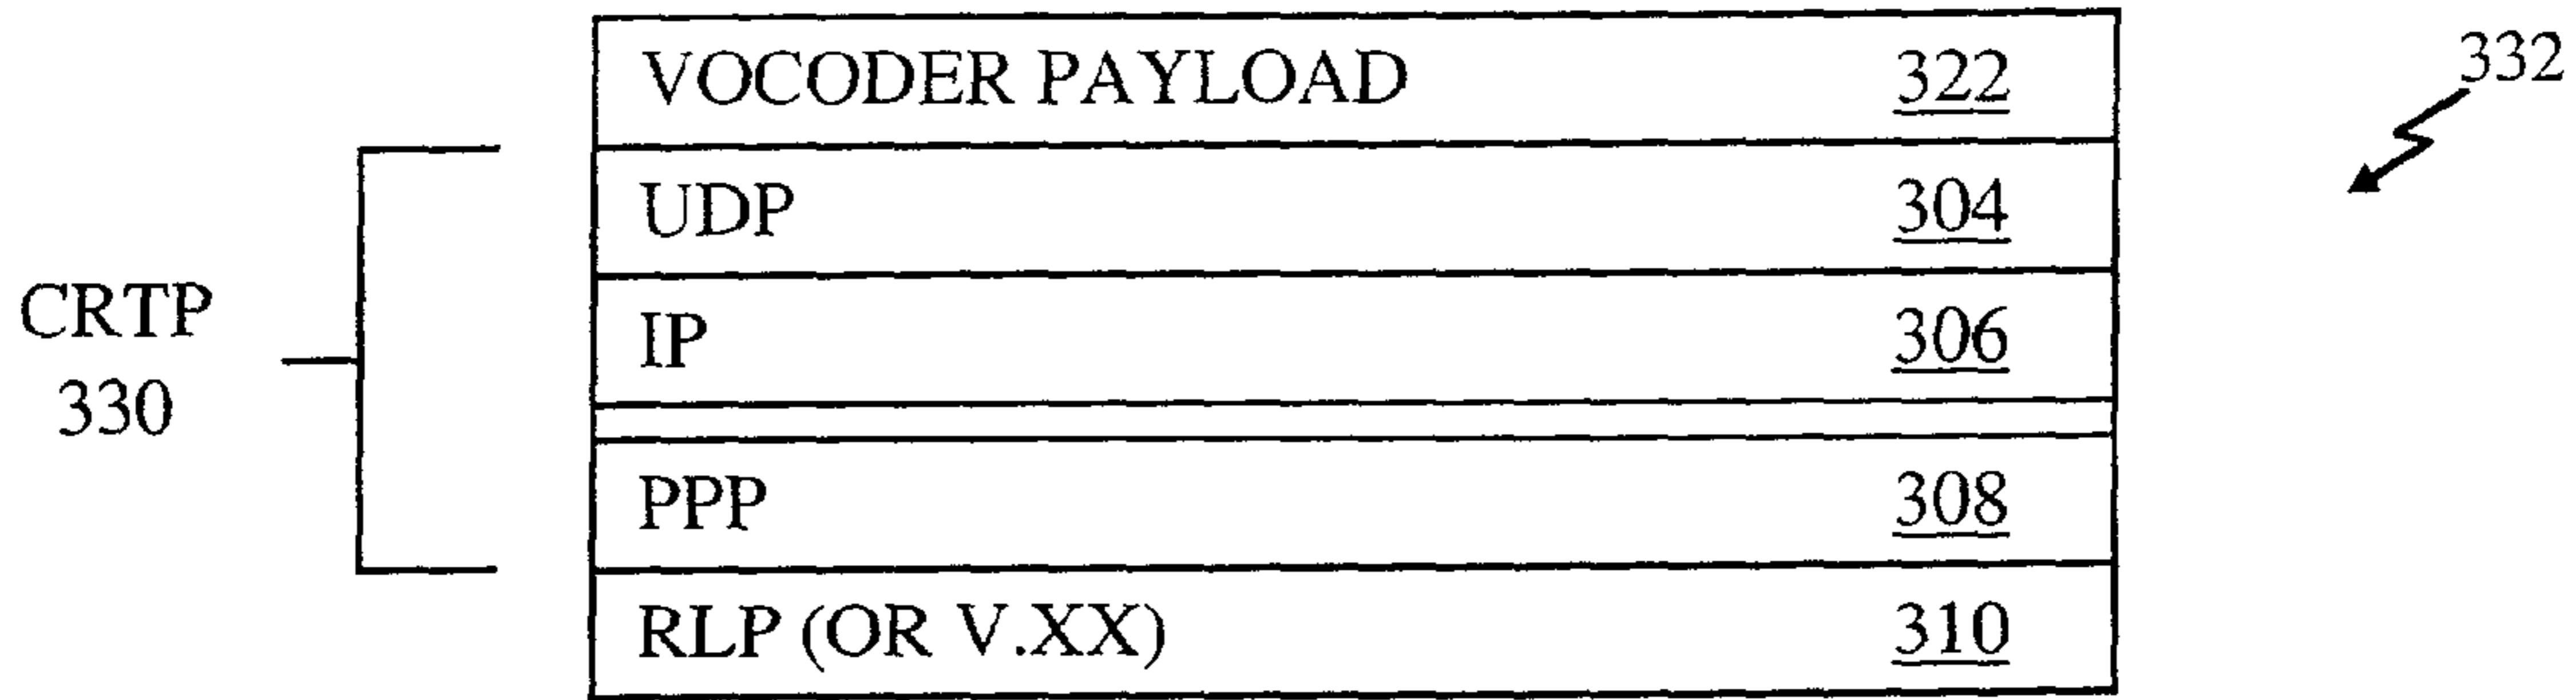 VOCODER PAYLOAD 322
332
UDP 304
CRTP
330
IP 306
PPP 308
RLP (OR V.XX) 310